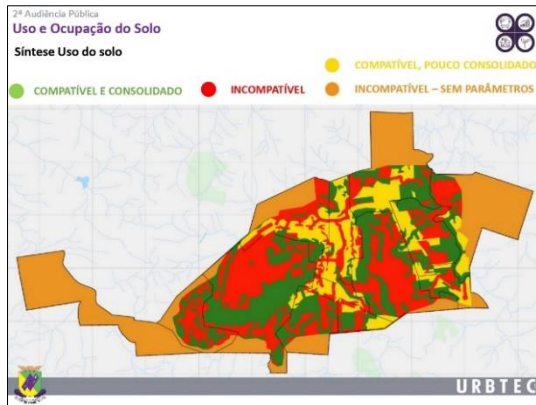 2ª Audiência Pública
Uso e Ocupação do Solo
Síntese Uso do solo
COMPATÍVEL, POUCO CONSOLIDADO
COMPATÍVEL E CONSOLIDADO
INCOMPATÍVEL
INCOMPATÍVEL – SEM PARÂMETROS
URBTEC